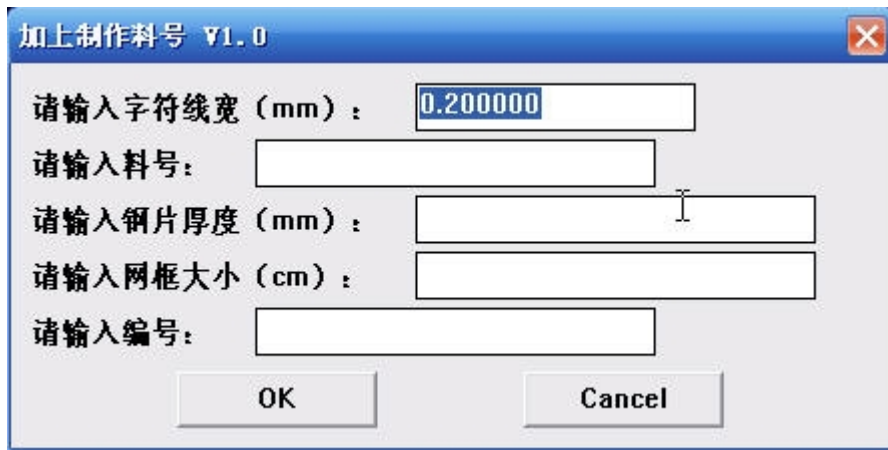 加上制作料号 V1.0
请输入字符线宽（mm）： 0.200000
请输入料号：
请输入钢片厚度（mm）：
请输入网框大小（cm）：
请输入编号：
OK Cancel